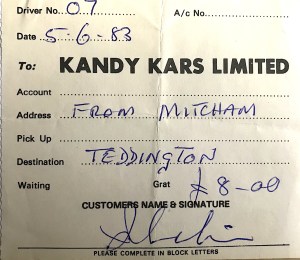 Driver No. 07 A/c No.
Date 5-6-83
To: KANDY KARS LIMITED
Account
Address FROM MITCHAM
Pick Up
Destination TEDDINGTON
Waiting Grat £8-00
CUSTOMERS NAME & SIGNATURE
PLEASE COMPLETE IN BLOCK LETTERS